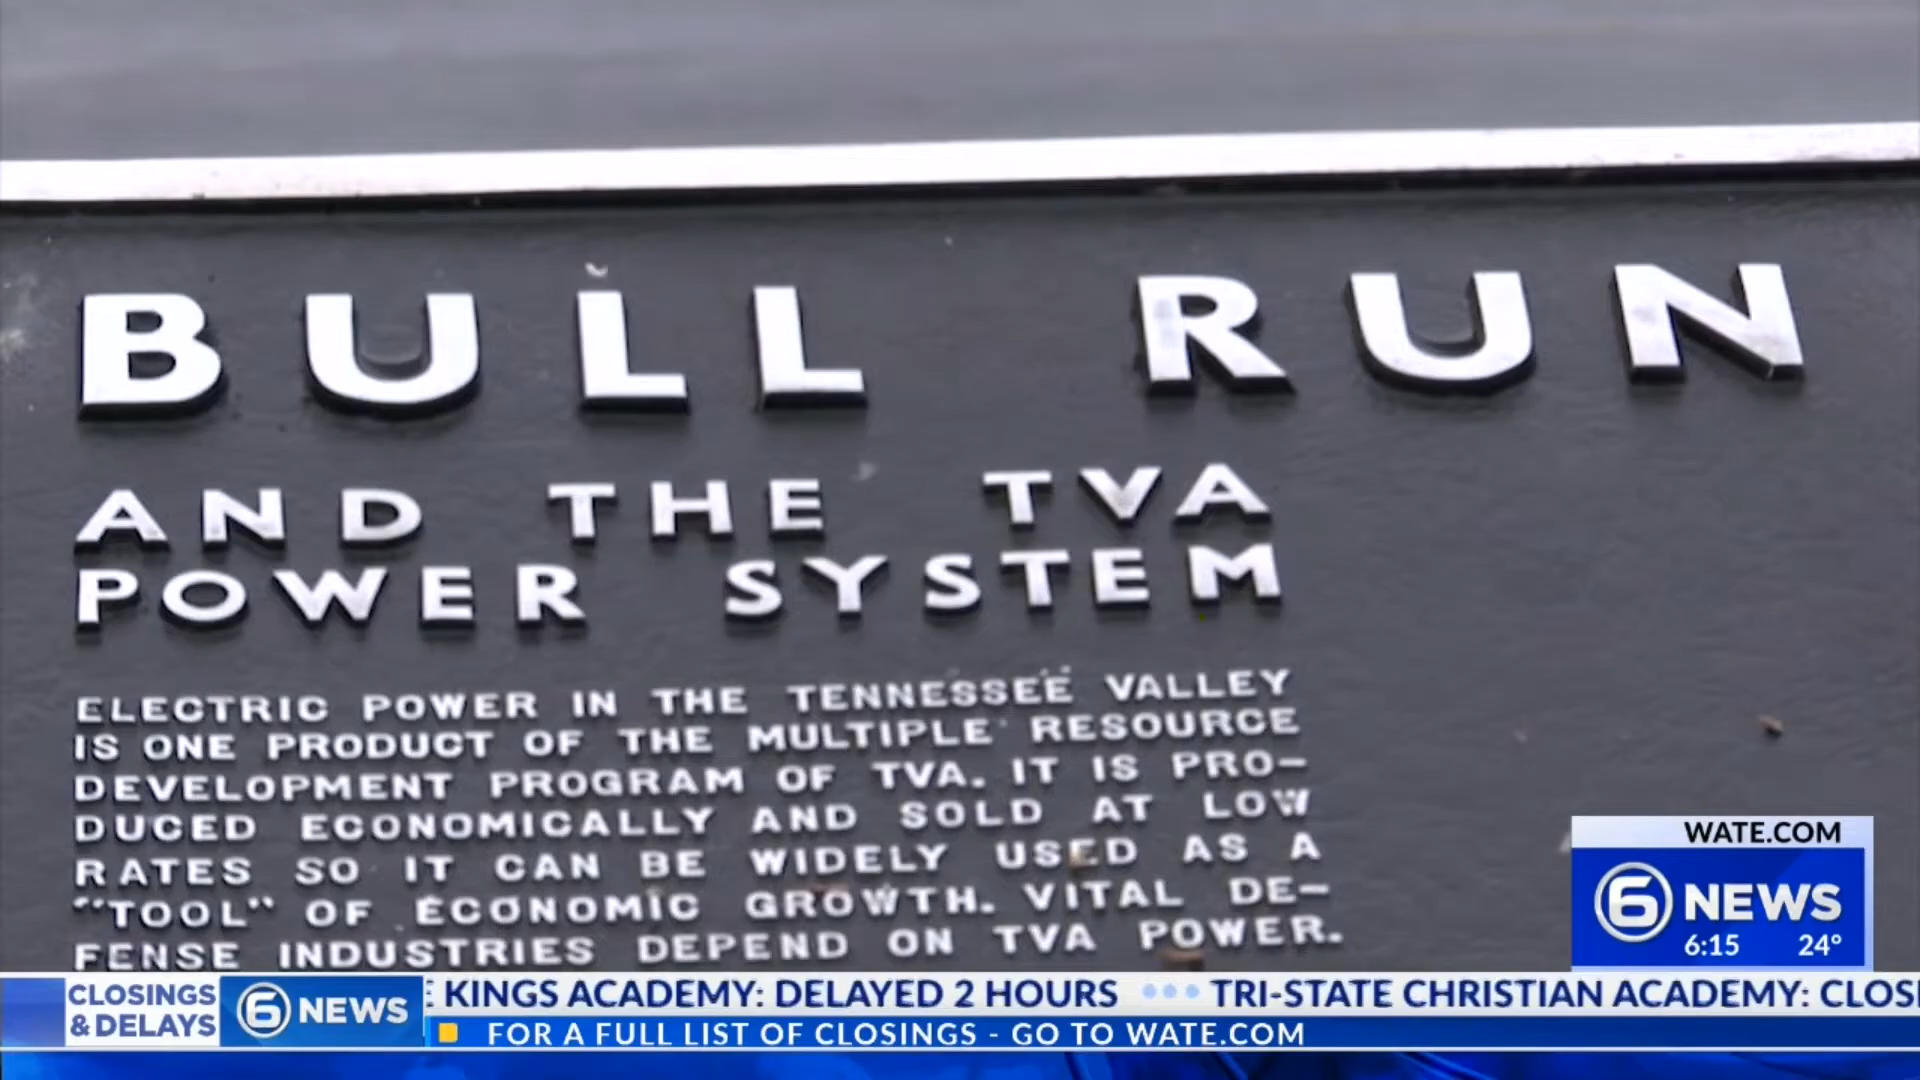 BULL RUN
AND THE TVA
POWER SYSTEM
ELECTRIC POWER IN THE TENNESSEE VALLEY
IS ONE PRODUCT OF THE MULTIPLE RESOURCE
DEVELOPMENT PROGRAM OF TVA. IT IS PRO-
DUCED ECONOMICALLY AND SOLD AT LOW
RATES SO IT CAN BE WIDELY USED AS A
"TOOL" OF ECONOMIC GROWTH. VITAL DE-
FENSE INDUSTRIES DEPEND ON TVA POWER.
WATE.COM
6 NEWS
6:15 24°
CLOSINGS
& DELAYS
6 NEWS
E KINGS ACADEMY: DELAYED 2 HOURS ••• TRI-STATE CHRISTIAN ACADEMY: CLOS
FOR A FULL LIST OF CLOSINGS - GO TO WATE.COM